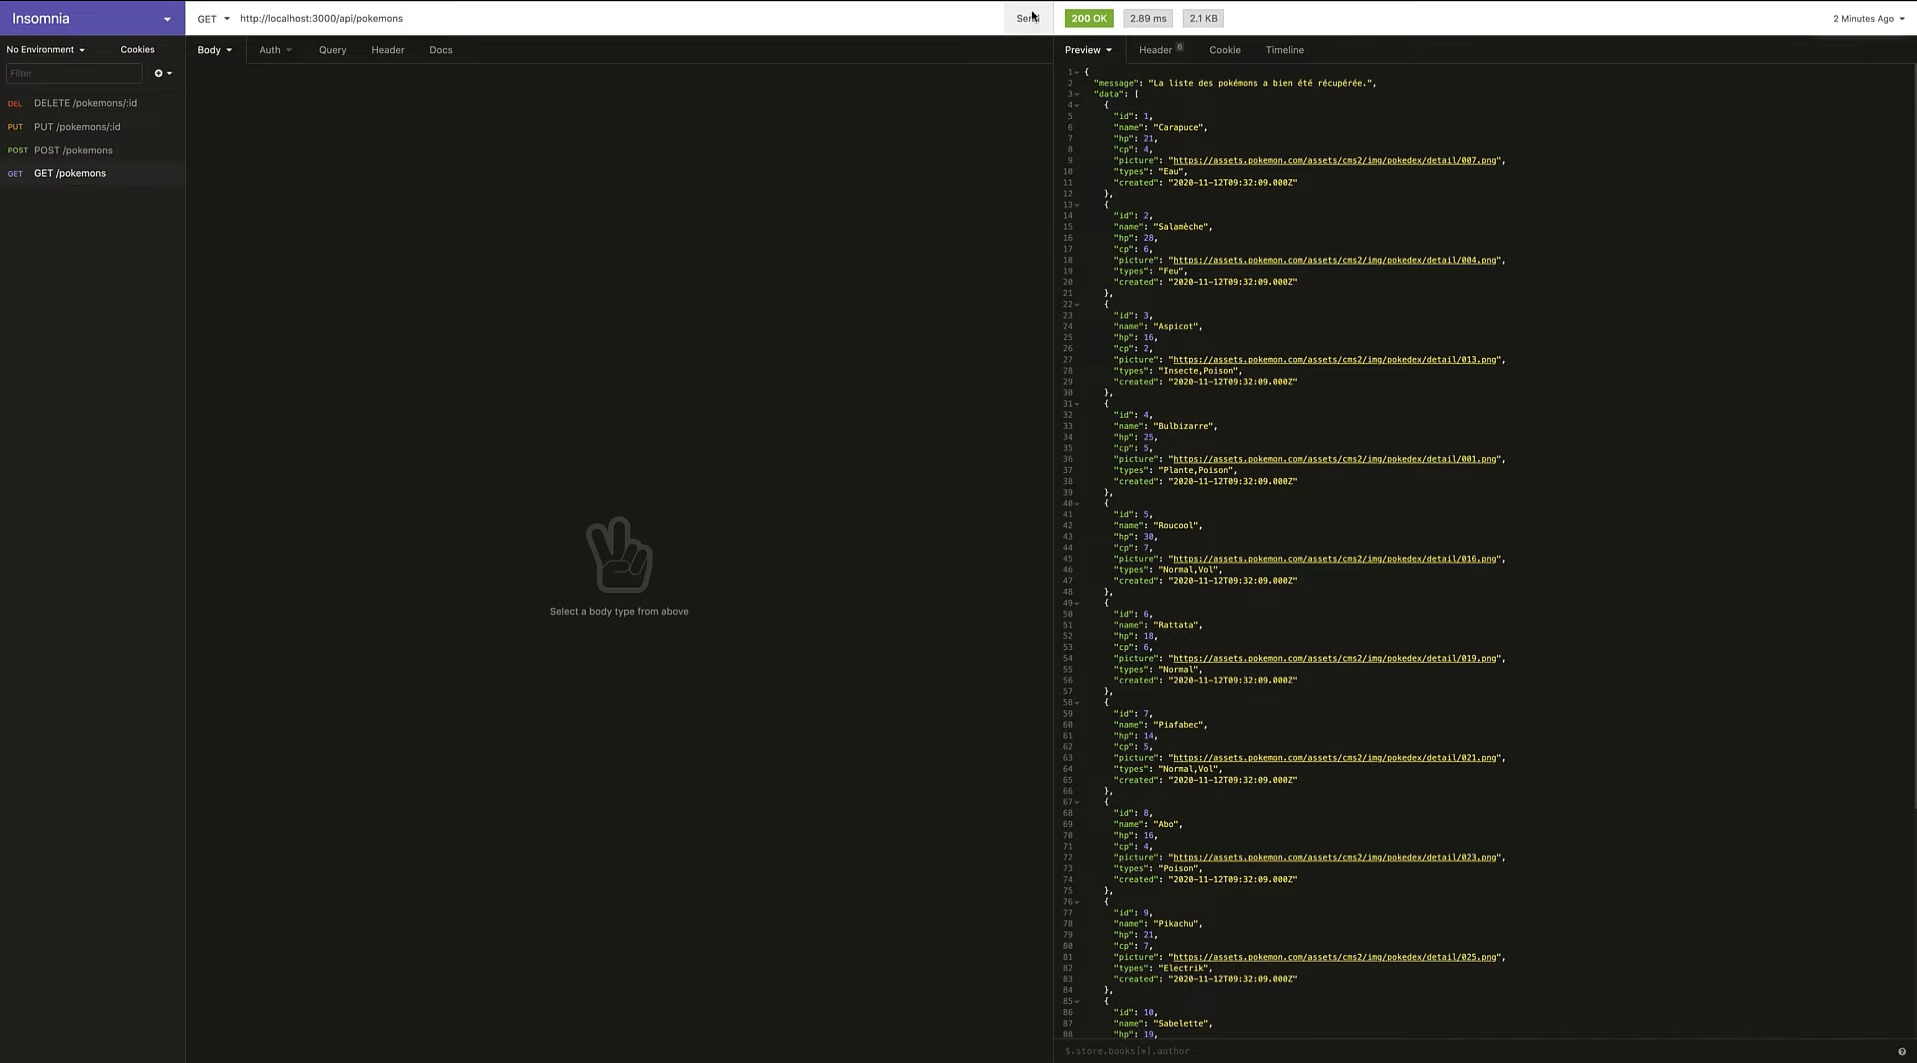 Insomnia
GET http://localhost:3000/api/pokemons
200 OK 2.89 ms 2.1 KB 2 Minutes Ago
No Environment Cookies
Body Auth Query Header Docs
Preview Header 6 Cookie Timeline
Filter
DEL DELETE /pokemons/:id
PUT PUT /pokemons/:id
POST POST /pokemons
GET GET /pokemons
Select a body type from above
1 {
2 "message": "La liste des pokémons a bien été récupérée.",
3 "data": [
4 {
5 "id": 1,
6 "name": "Carapuce",
7 "hp": 21,
8 "cp": 4,
9 "picture": "https://assets.pokemon.com/assets/cms2/img/pokedex/detail/007.png",
10 "types": "Eau",
11 "created": "2020-11-12T09:32:09.000Z"
12 },
13 {
14 "id": 2,
15 "name": "Salamèche",
16 "hp": 28,
17 "cp": 6,
18 "picture": "https://assets.pokemon.com/assets/cms2/img/pokedex/detail/004.png",
19 "types": "Feu",
20 "created": "2020-11-12T09:32:09.000Z"
21 },
22 {
23 "id": 3,
24 "name": "Aspicot",
25 "hp": 16,
26 "cp": 2,
27 "picture": "https://assets.pokemon.com/assets/cms2/img/pokedex/detail/013.png",
28 "types": "Insecte,Poison",
29 "created": "2020-11-12T09:32:09.000Z"
30 },
31 {
32 "id": 4,
33 "name": "Bulbizarre",
34 "hp": 25,
35 "cp": 5,
36 "picture": "https://assets.pokemon.com/assets/cms2/img/pokedex/detail/001.png",
37 "types": "Plante,Poison",
38 "created": "2020-11-12T09:32:09.000Z"
39 },
40 {
41 "id": 5,
42 "name": "Roucool",
43 "hp": 30,
44 "cp": 7,
45 "picture": "https://assets.pokemon.com/assets/cms2/img/pokedex/detail/016.png",
46 "types": "Normal,Vol",
47 "created": "2020-11-12T09:32:09.000Z"
48 },
49 {
50 "id": 6,
51 "name": "Rattata",
52 "hp": 18,
53 "cp": 6,
54 "picture": "https://assets.pokemon.com/assets/cms2/img/pokedex/detail/019.png",
55 "types": "Normal",
56 "created": "2020-11-12T09:32:09.000Z"
57 },
58 {
59 "id": 7,
60 "name": "Piafabec",
61 "hp": 14,
62 "cp": 5,
63 "picture": "https://assets.pokemon.com/assets/cms2/img/pokedex/detail/021.png",
64 "types": "Normal,Vol",
65 "created": "2020-11-12T09:32:09.000Z"
66 },
67 {
68 "id": 8,
69 "name": "Abo",
70 "hp": 16,
71 "cp": 4,
72 "picture": "https://assets.pokemon.com/assets/cms2/img/pokedex/detail/023.png",
73 "types": "Poison",
74 "created": "2020-11-12T09:32:09.000Z"
75 },
76 {
77 "id": 9,
78 "name": "Pikachu",
79 "hp": 21,
80 "cp": 7,
81 "picture": "https://assets.pokemon.com/assets/cms2/img/pokedex/detail/025.png",
82 "types": "Electrik",
83 "created": "2020-11-12T09:32:09.000Z"
84 },
85 {
86 "id": 10,
87 "name": "Sabelette",
88 "hp": 19,
$.store.books[*].author